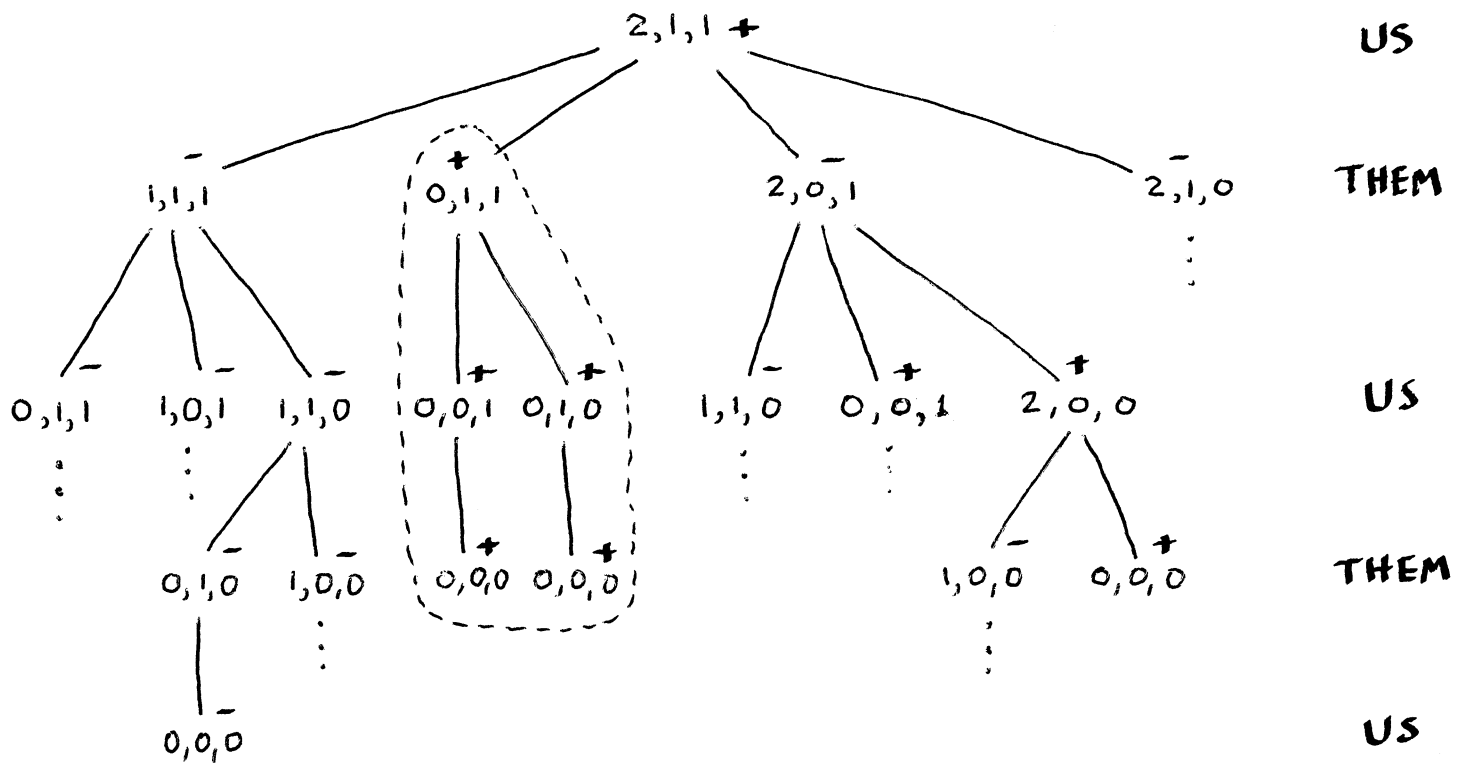 2,1,1 + US
- + - -
1,1,1 0,1,1 2,0,1 2,1,0 THEM
- - - + + - + +
0,1,1 1,0,1 1,1,0 0,0,1 0,1,0 1,1,0 0,0,1 2,0,0 US
- - + + - +
0,1,0 1,0,0 0,0,0 0,0,0 1,0,0 0,0,0 THEM
-
0,0,0 US